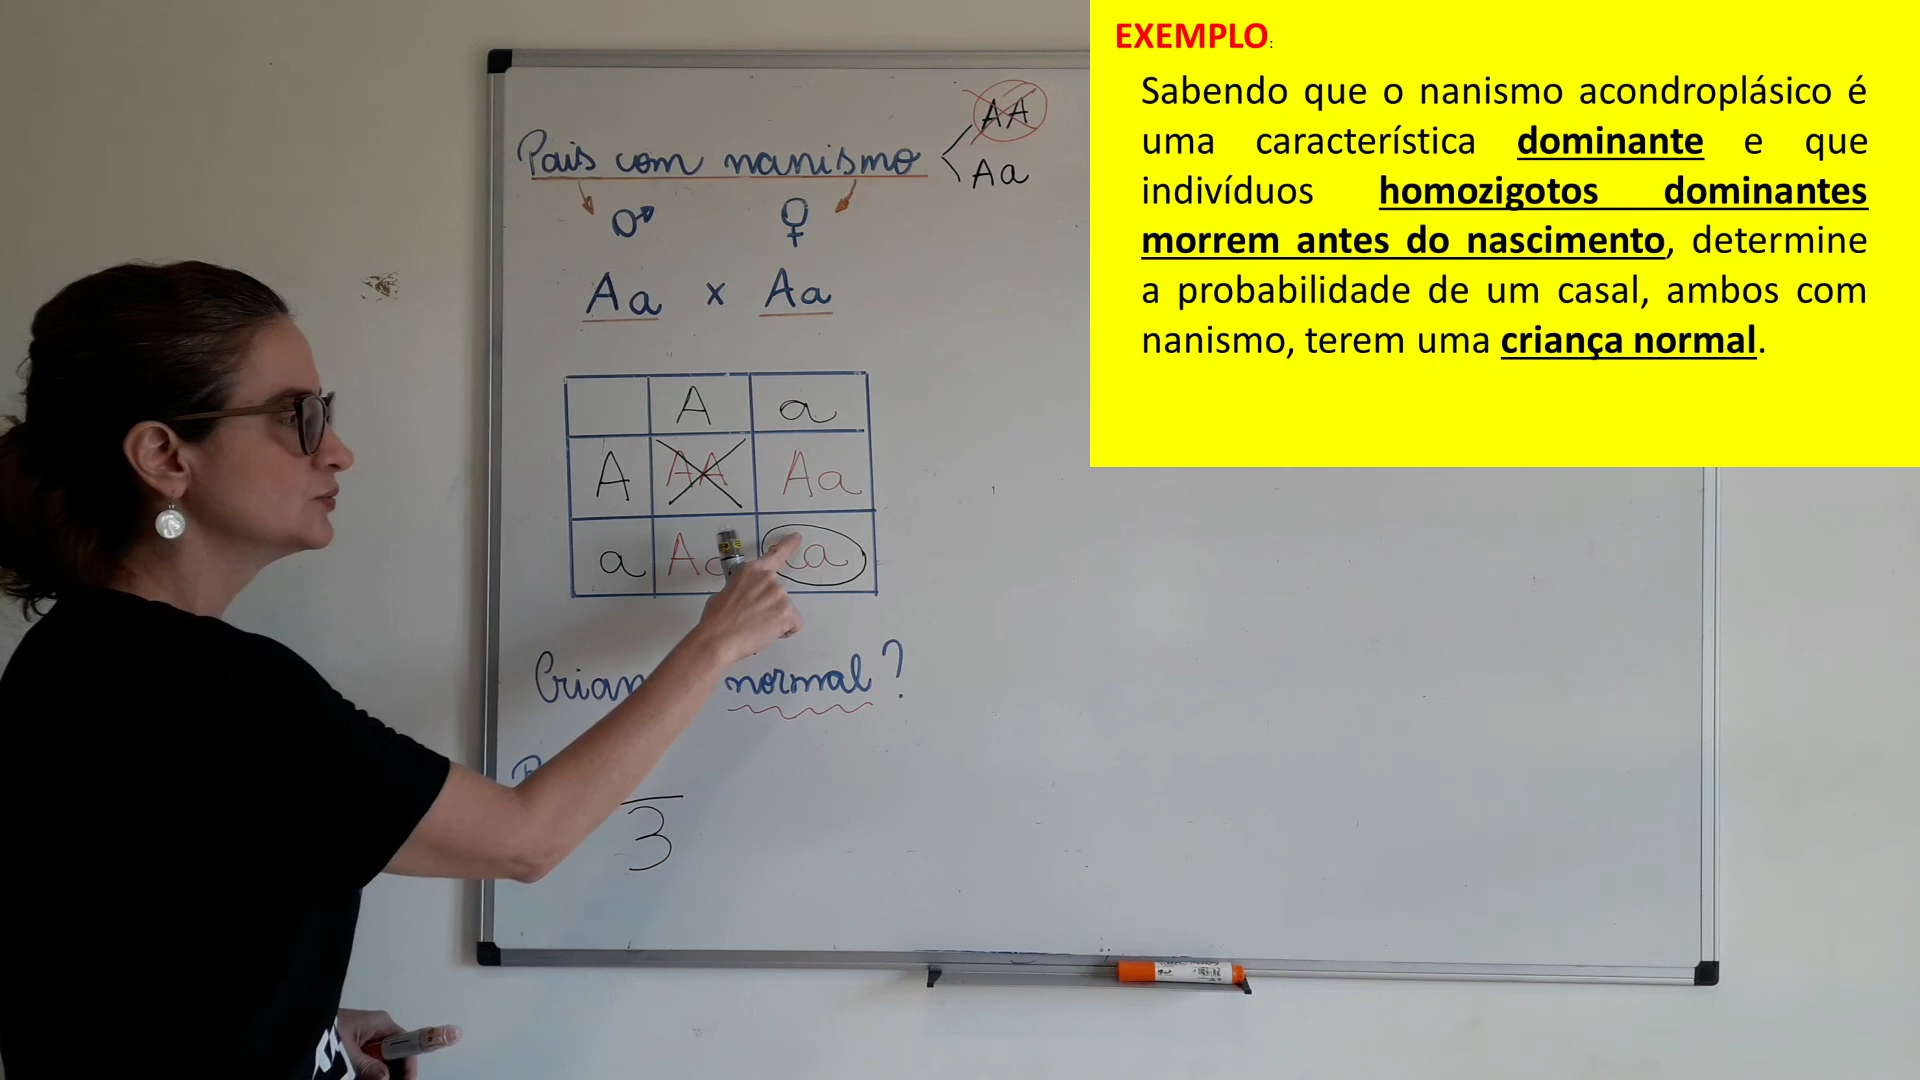 EXEMPLO:
Sabendo que o nanismo acondroplásico é
uma característica dominante e que
indivíduos homozigotos dominantes
morrem antes do nascimento, determine
a probabilidade de um casal, ambos com
nanismo, terem uma criança normal.
AA
Pais com nanismo
Aa
♂ ♀
Aa x Aa
A a
A AA Aa
a
normal?
3